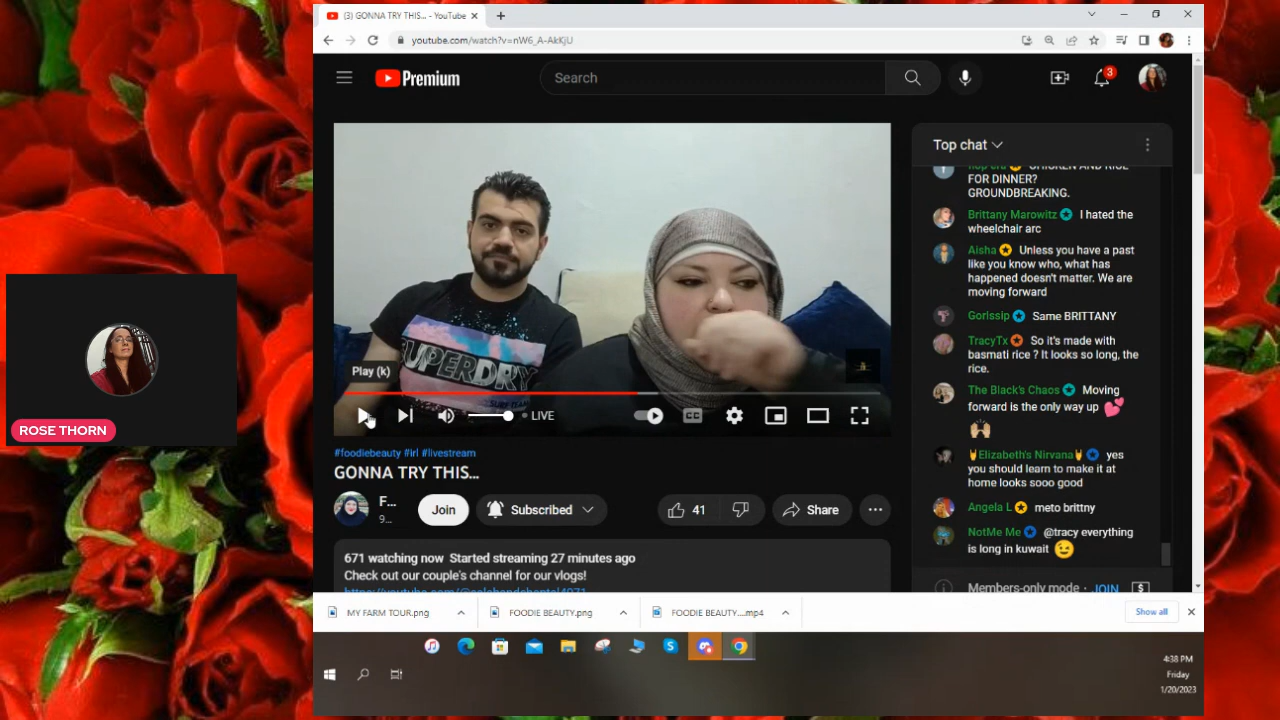 (3) GONNA TRY THIS... - YouTube
youtube.com/watch?v=nW6_A-AkKjU
Premium
Search
3
Top chat
CHICKEN AND RICE
FOR DINNER?
GROUNDBREAKING.
Brittany Marowitz I hated the
wheelchair arc
Aisha Unless you have a past
like you know who, what has
happened doesn't matter. We are
moving forward
Gorlssip Same BRITTANY
TracyTx So it's made with
basmati rice ? It looks so long, the
rice.
The Black's Chaos Moving
forward is the only way up 💕
🙌🏼
🤘Elizabeth's Nirvana🤘 yes
you should learn to make it at
home looks sooo good
Angela L meto brittny
NotMe Me @tracy everything
is long in kuwait 😉
Members-only mode · JOIN
SUPERDRY
Play (k)
LIVE
CC
#foodiebeauty #irl #livestream
GONNA TRY THIS...
F...
9...
Join
Subscribed
41
Share
671 watching now Started streaming 27 minutes ago
Check out our couple's channel for our vlogs!
ROSE THORN
MY FARM TOUR.png
FOODIE BEAUTY.png
FOODIE BEAUTY....mp4
Show all
4:38 PM
Friday
1/20/2023